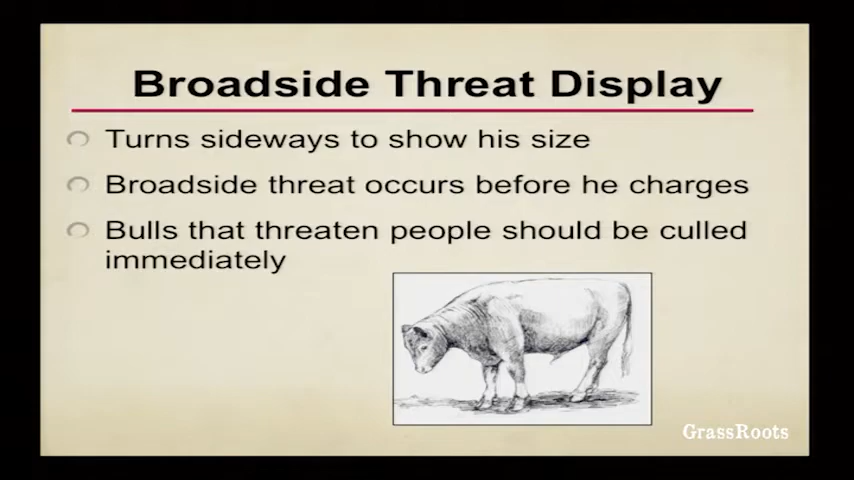 Broadside Threat Display
Turns sideways to show his size
Broadside threat occurs before he charges
Bulls that threaten people should be culled
immediately
GrassRoots